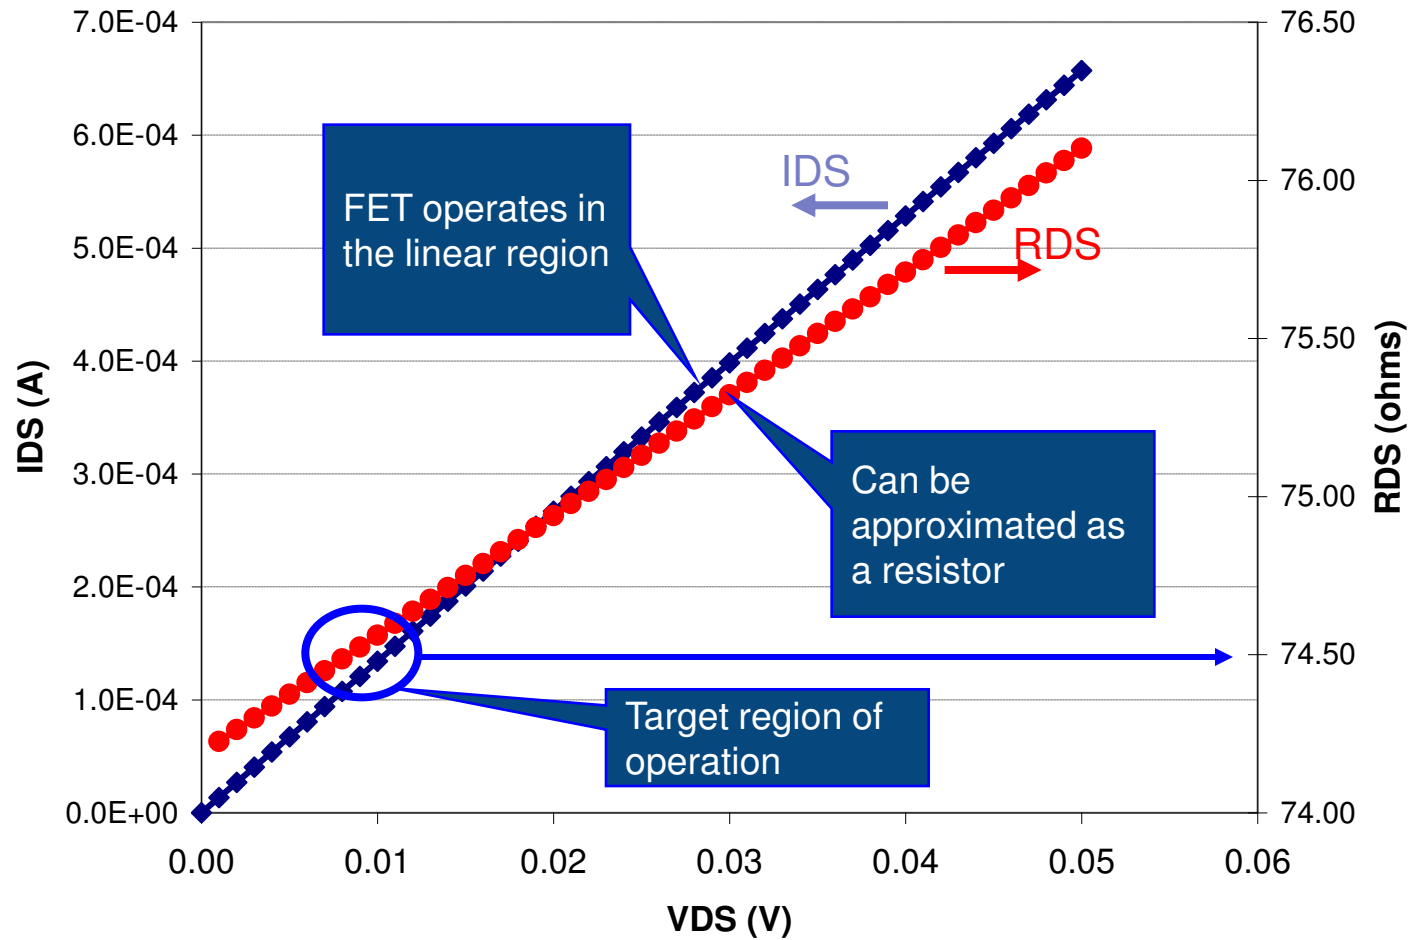 7.0E-04
6.0E-04
5.0E-04
4.0E-04
3.0E-04
2.0E-04
1.0E-04
0.0E+00
IDS (A)
FET operates in
the linear region
IDS
RDS
Can be
approximated as
a resistor
Target region of
operation
76.50
76.00
75.50
75.00
74.50
74.00
RDS (ohms)
0.00 0.01 0.02 0.03 0.04 0.05 0.06
VDS (V)